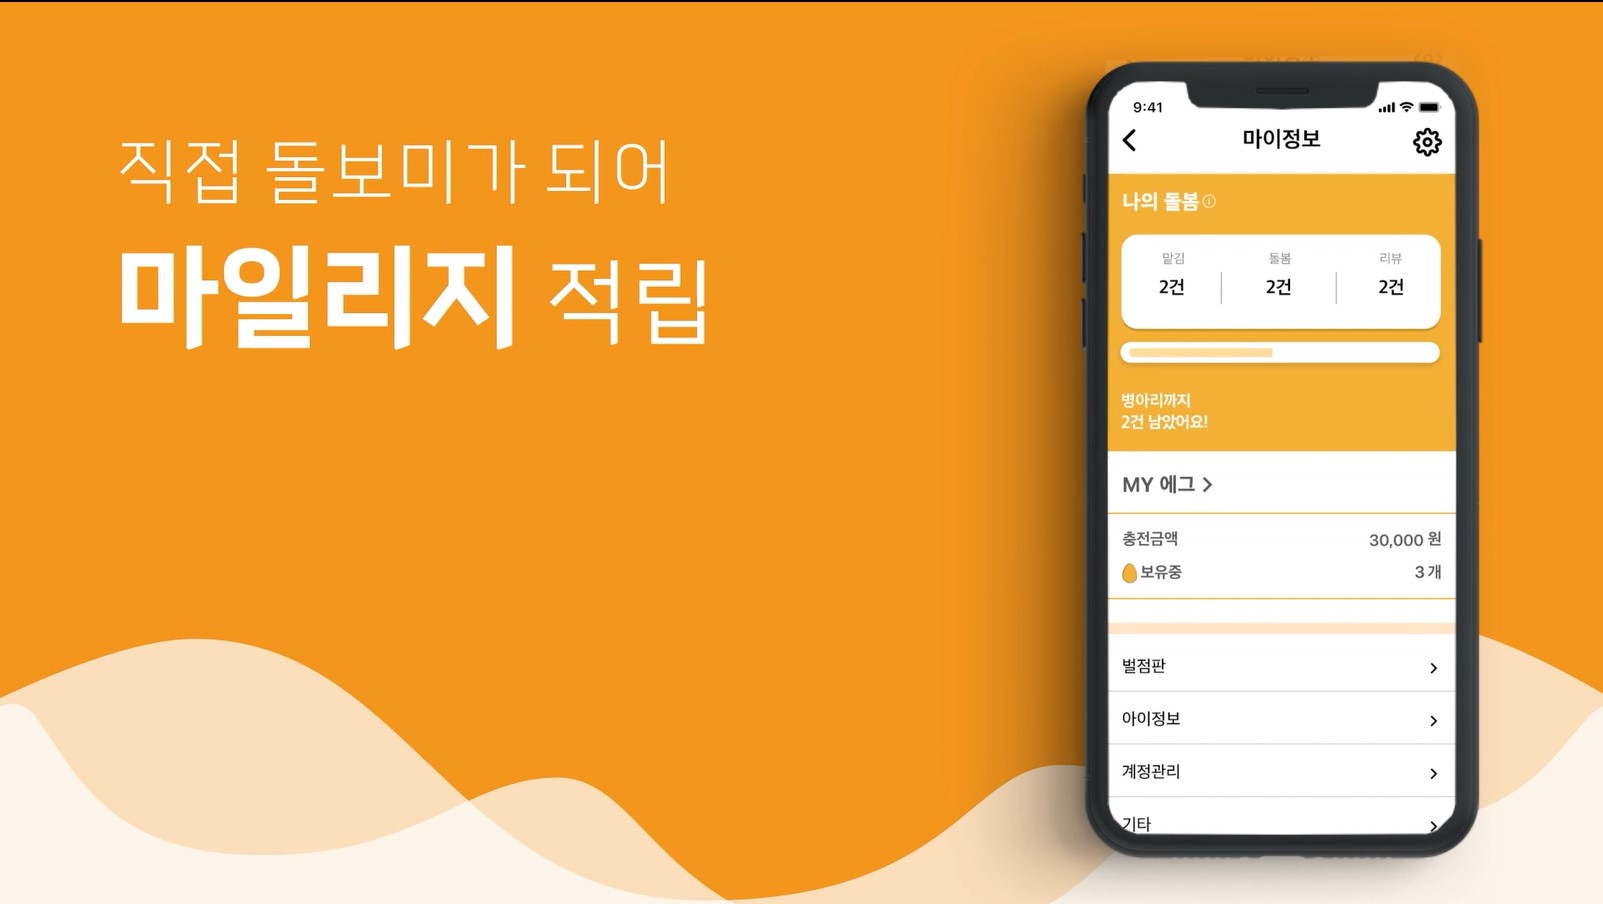 직접 돌보미가 되어
마일리지 적립
9:41
마이정보
나의 돌봄
맡김 돌봄 리뷰
2건 2건 2건
병아리까지
2건 남았어요!
MY 에그 >
충전금액 30,000 원
보유중 3 개
벌점판 >
아이정보 >
계정관리 >
기타 >